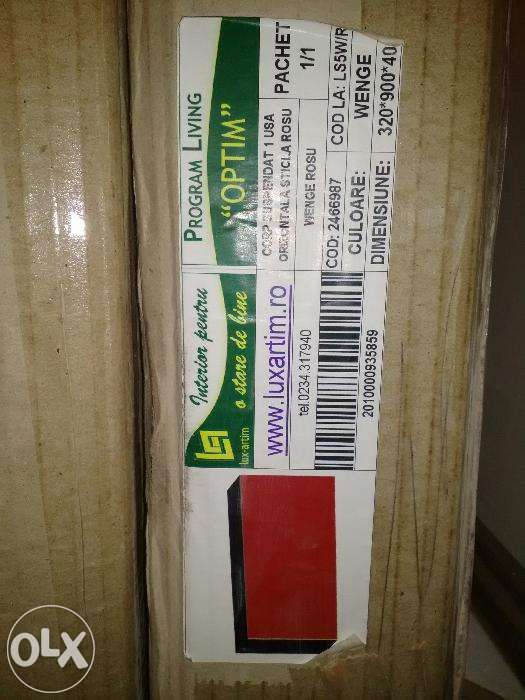 Interior pentru
o stare de bine
lux-artim
PROGRAM LIVING
"OPTIM"
www.luxartim.ro
tel.0234.317940
2010000935859
CORP SUSPENDAT 1 USA
ORIZONTALA STICLA ROSU
WENGE ROSU
PACHET
1/1
COD: 2466987
COD LA: LS5W/R
CULOARE:
WENGE
DIMENSIUNE:
320*900*40
OLX